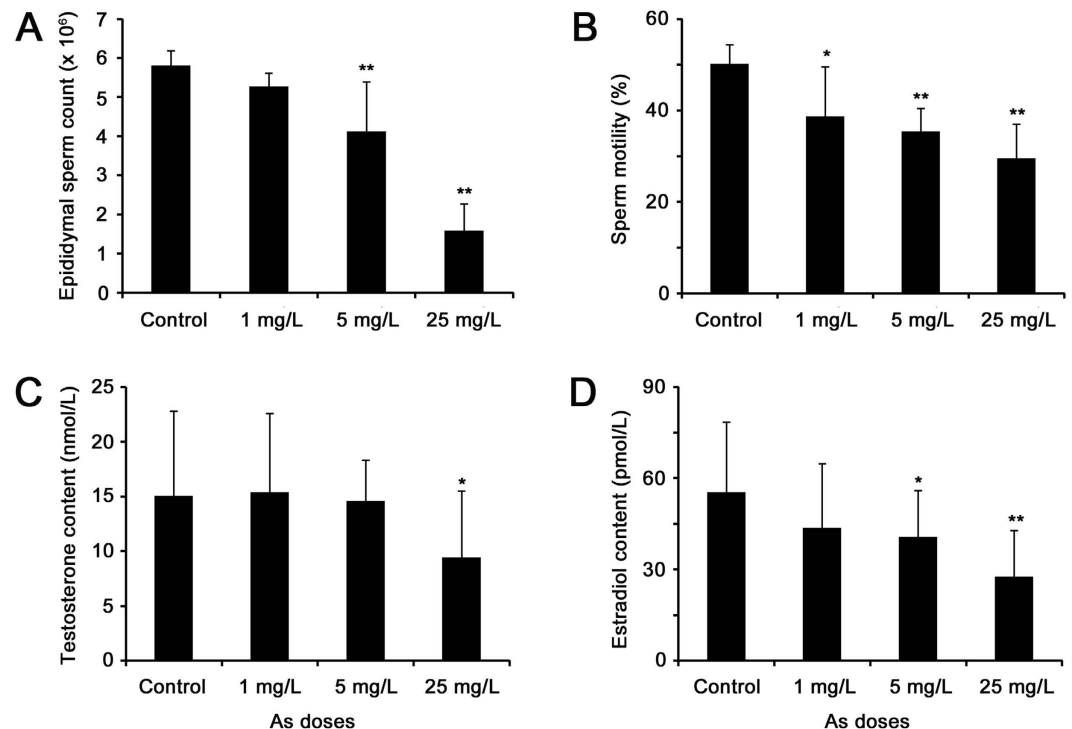 A
Epididymal sperm count (x 10⁶)
7
6
5
4
3
2
1
0
**
**
Control
1 mg/L
5 mg/L
25 mg/L
B
Sperm motility (%)
60
40
20
0
*
**
**
Control
1 mg/L
5 mg/L
25 mg/L
C
Testosterone content (nmol/L)
25
20
15
10
5
0
*
Control
1 mg/L
5 mg/L
25 mg/L
As doses
D
Estradiol content (pmol/L)
90
60
30
0
*
**
Control
1 mg/L
5 mg/L
25 mg/L
As doses